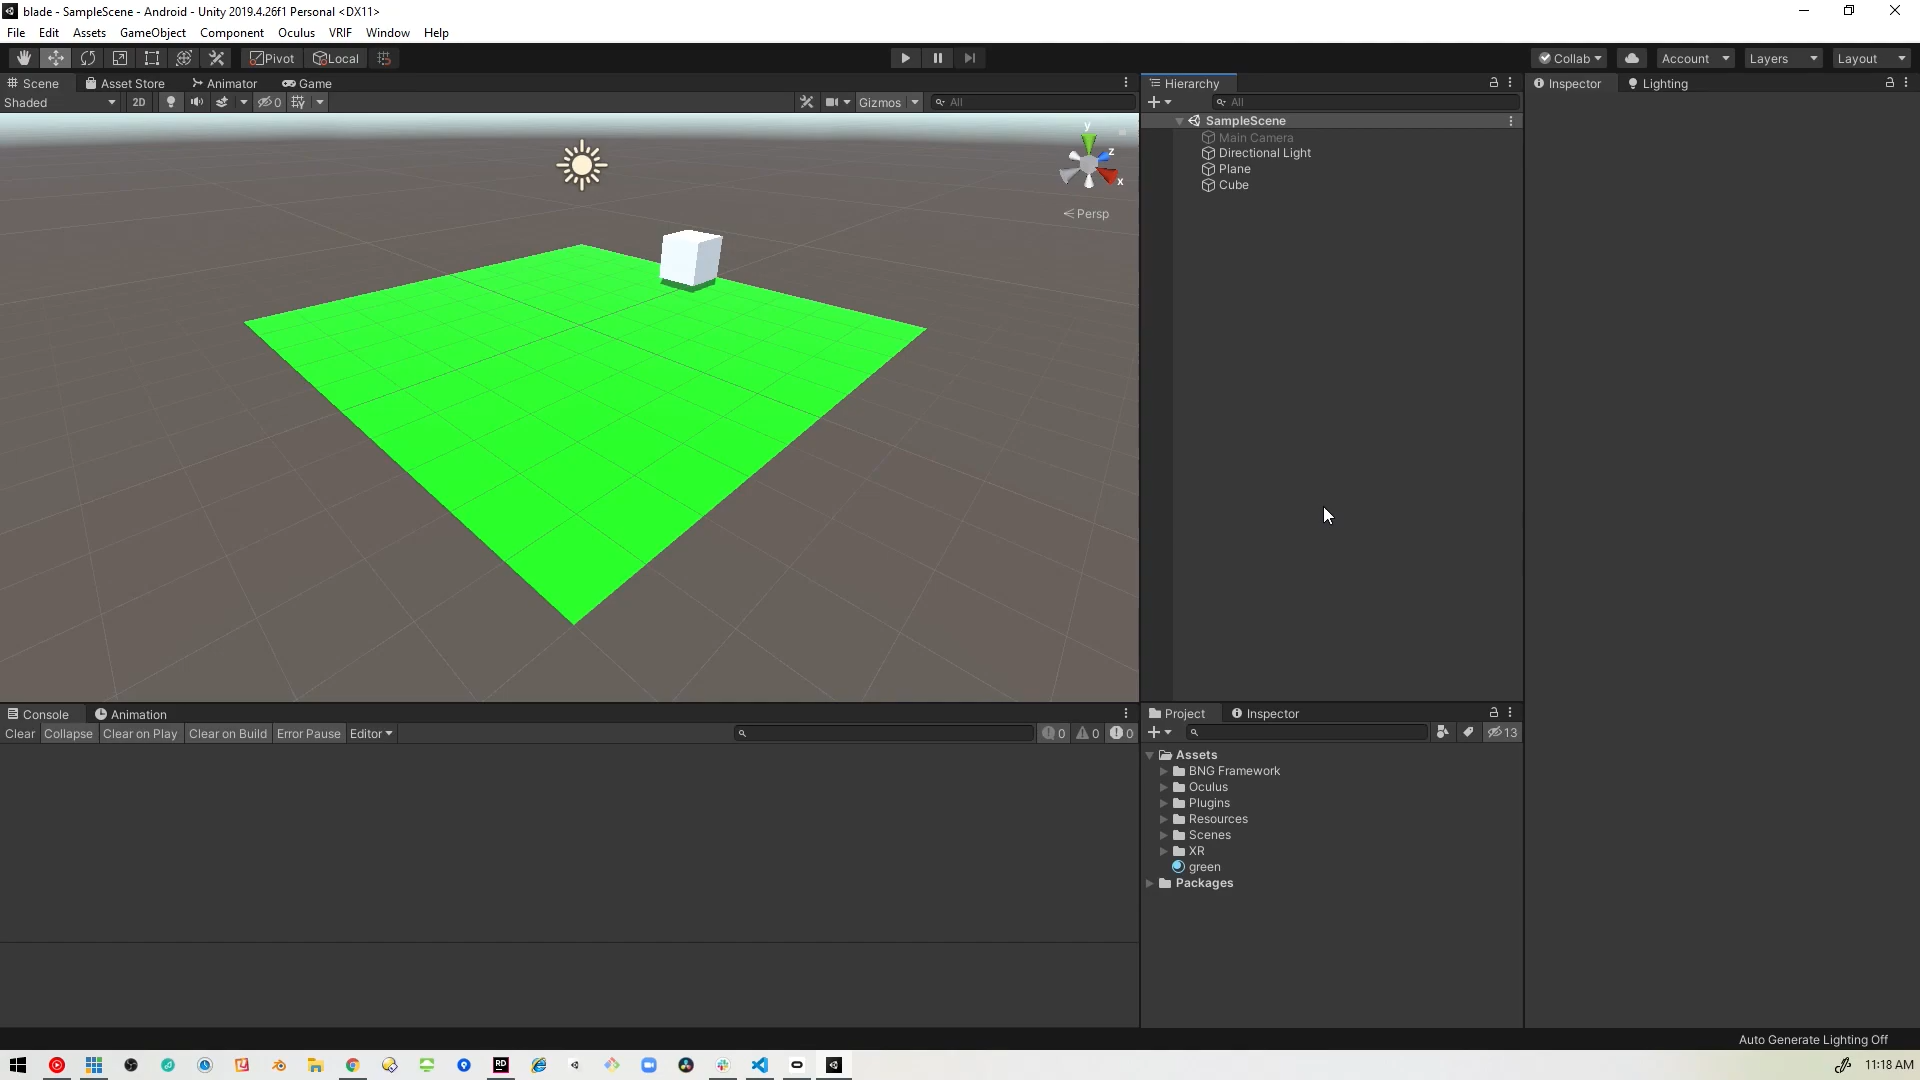 blade - SampleScene - Android - Unity 2019.4.26f1 Personal <DX11>
File Edit Assets GameObject Component Oculus VRIF Window Help
Pivot Local Collab Account Layers Layout
Scene Asset Store Animator Game
Shaded 2D 0 Gizmos All
y
z
x
Persp
Hierarchy
All
SampleScene
Main Camera
Directional Light
Plane
Cube
Inspector Lighting
Console Animation
Clear Collapse Clear on Play Clear on Build Error Pause Editor 0 0 0
Project Inspector
13
Assets
BNG Framework
Oculus
Plugins
Resources
Scenes
XR
green
Packages
Auto Generate Lighting Off
RD
11:18 AM